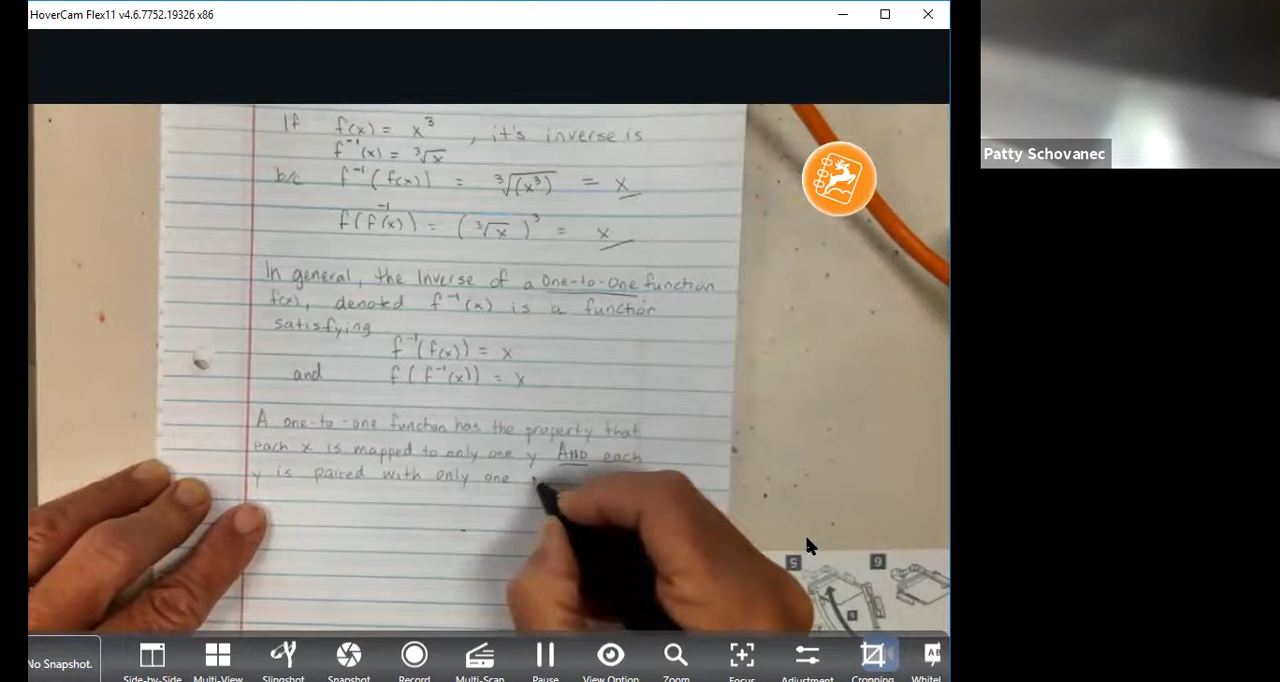 HoverCam Flex11 v4.6.7752.19326 x86
If f(x) = x³ , it's inverse is
f⁻¹(x) = ∛x
b/c f⁻¹(f(x)) = ∛(x³) = x
f(f⁻¹(x)) = (∛x)³ = x
In general, the inverse of a one-to-one function
f(x), denoted f⁻¹(x) is a function
satisfying
f⁻¹(f(x)) = x
and f(f⁻¹(x)) = x
A one-to-one function has the property that
each x is mapped to only one y AND each
y is paired with only one
5 6
No Snapshot.
Side-by-Side Multi-View Slingshot Snapshot Record Multi-Scan Pause View Option Zoom Focus Adjustment Cropping Whitel
Patty Schovanec